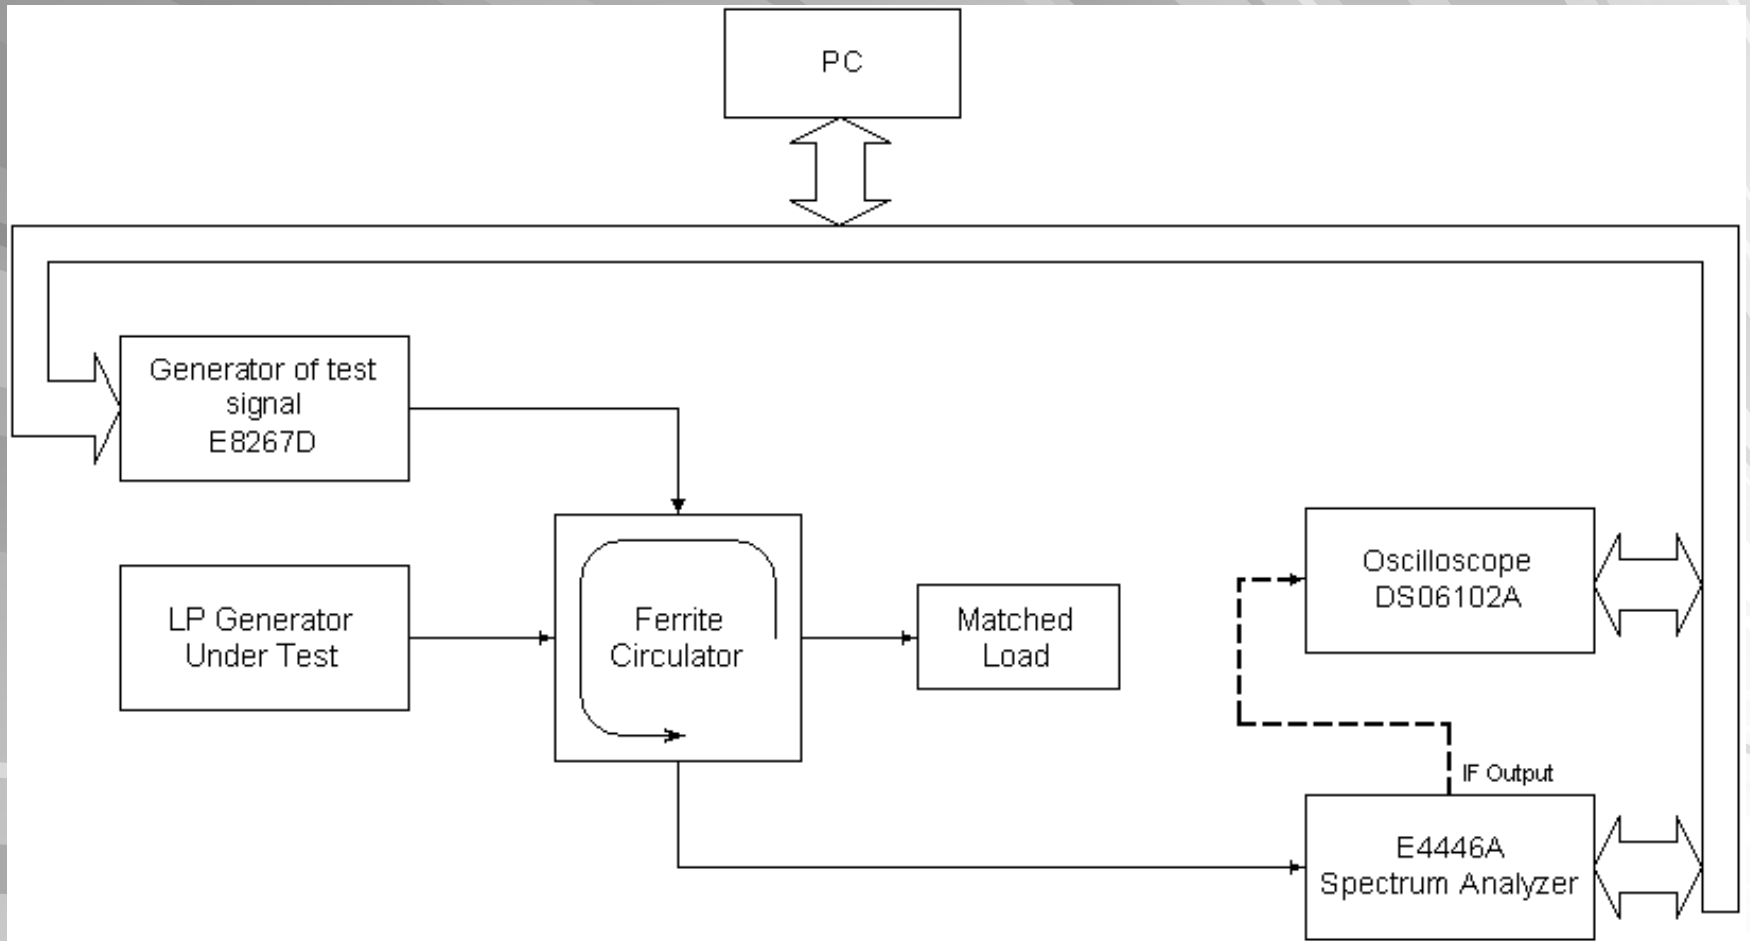 PC
Generator of test
signal
E8267D
LP Generator
Under Test
Ferrite
Circulator
Matched
Load
Oscilloscope
DS06102A
IF Output
E4446A
Spectrum Analyzer